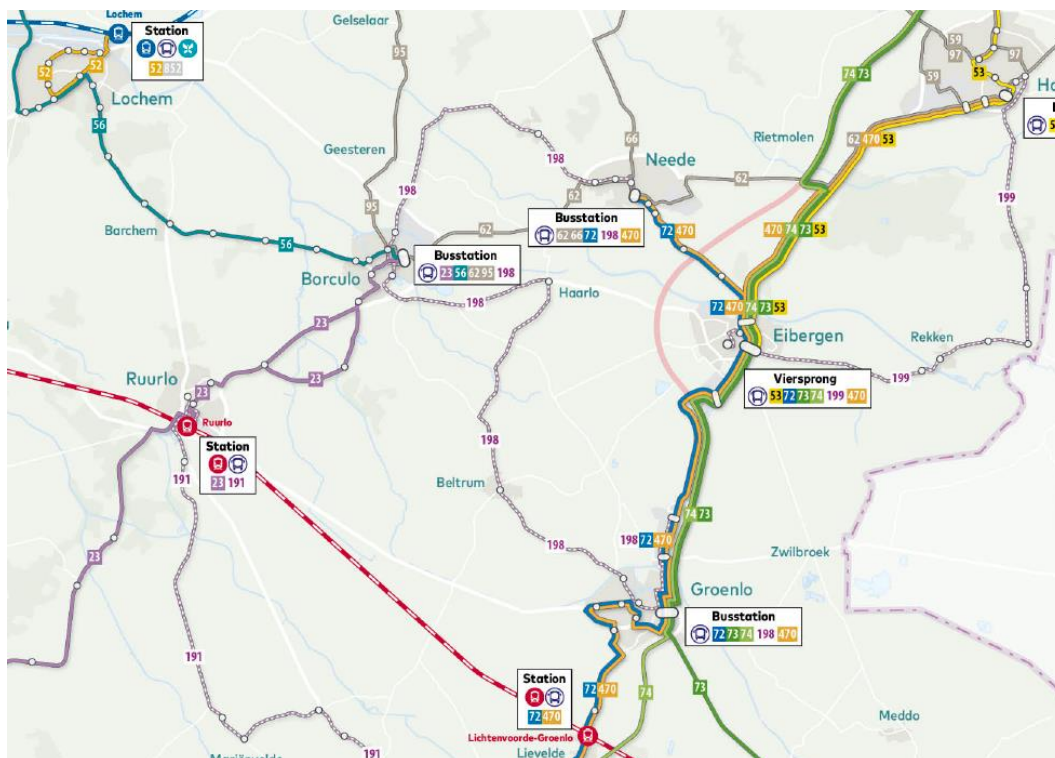 Lochem
Station
52 852
52
52
Lochem
56
Gelselaar
95
74 73
59
97
97
59
53
Rietmolen
62 470 53
66
Neede
Geesteren
198
198
62
62
95
Barchem
56
62
Busstation
62 66 72 198 470
72 470
470 74 73 53
199
Busstation
23 56 62 95 198
Borculo
198
Haarlo
72 470 74 73 53
Eibergen
Rekken
23
23
Ruurlo
23
Ruurlo
Viersprong
53 72 73 74 199 470
199
Station
23 191
191
198
Beltrum
74 73
198 72 470
198
Zwilbroek
23
Groenlo
Busstation
72 73 74 198 470
191
Station
72 470
72 470
74
73
Meddo
Lichtenvoorde-Groenlo
Lievelde
191